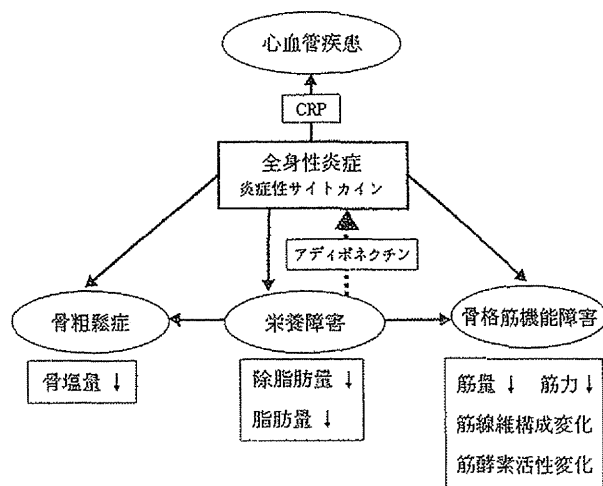 心血管疾患
CRP
全身性炎症
炎症性サイトカイン
アディポネクチン
骨粗鬆症
栄養障害
骨格筋機能障害
骨塩量 ↓
除脂肪量 ↓
脂肪量 ↓
筋量 ↓ 筋力 ↓
筋線維構成変化
筋酵素活性変化